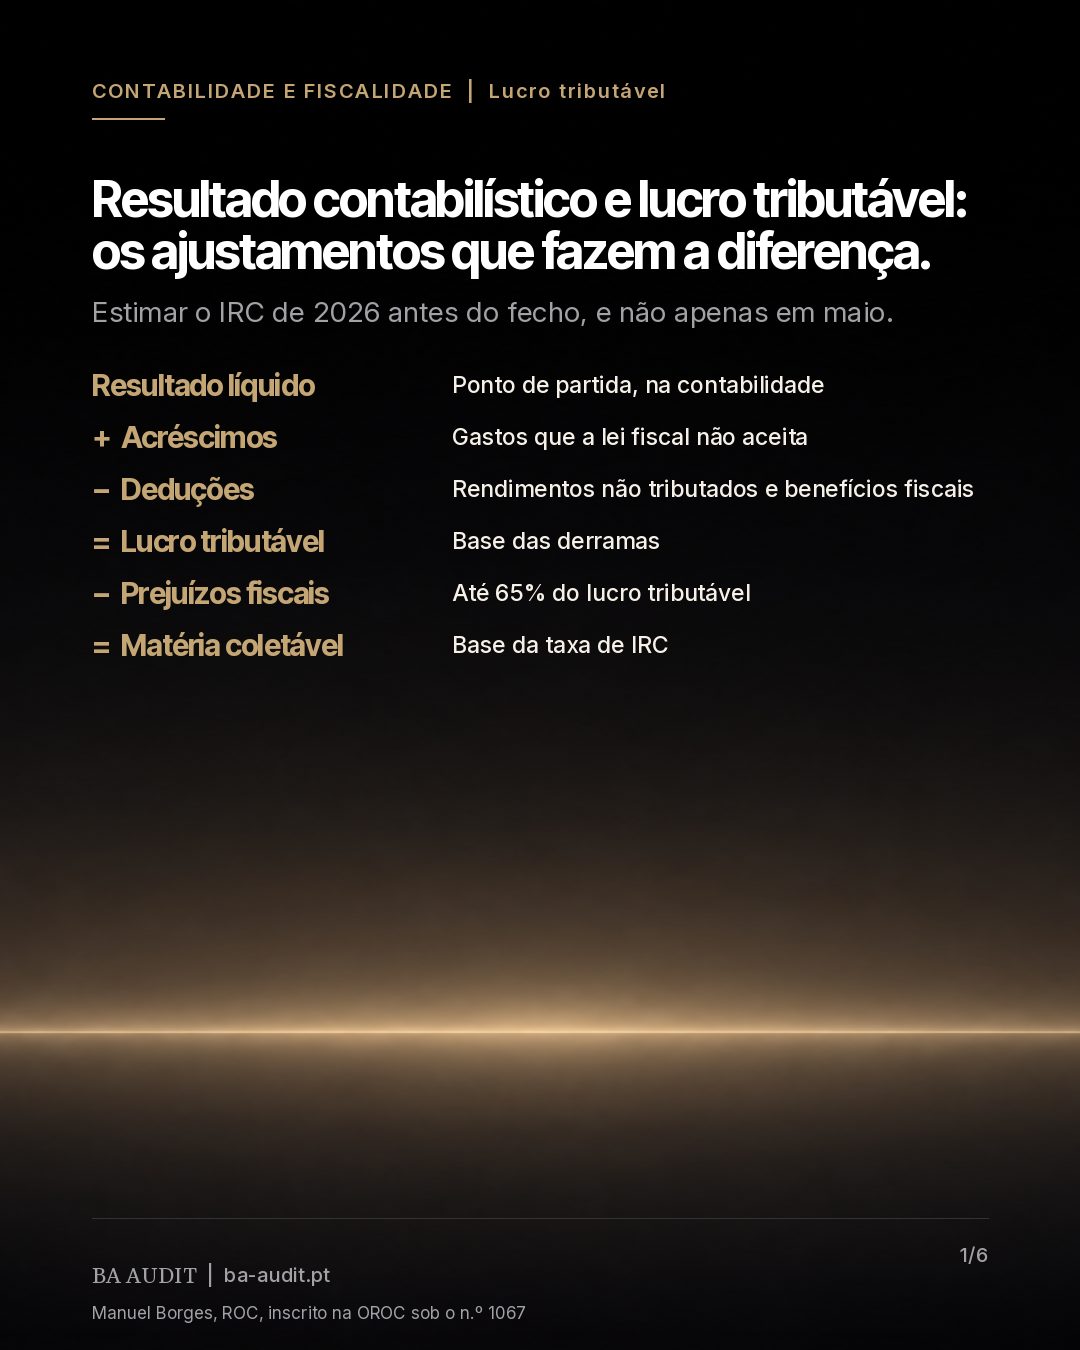 CONTABILIDADE E FISCALIDADE | Lucro tributável
Resultado contabilístico e lucro tributável:
os ajustamentos que fazem a diferença.
Estimar o IRC de 2026 antes do fecho, e não apenas em maio.
Resultado líquido Ponto de partida, na contabilidade
+ Acréscimos Gastos que a lei fiscal não aceita
− Deduções Rendimentos não tributados e benefícios fiscais
= Lucro tributável Base das derramas
− Prejuízos fiscais Até 65% do lucro tributável
= Matéria coletável Base da taxa de IRC
1/6
BA AUDIT | ba-audit.pt
Manuel Borges, ROC, inscrito na OROC sob o n.º 1067